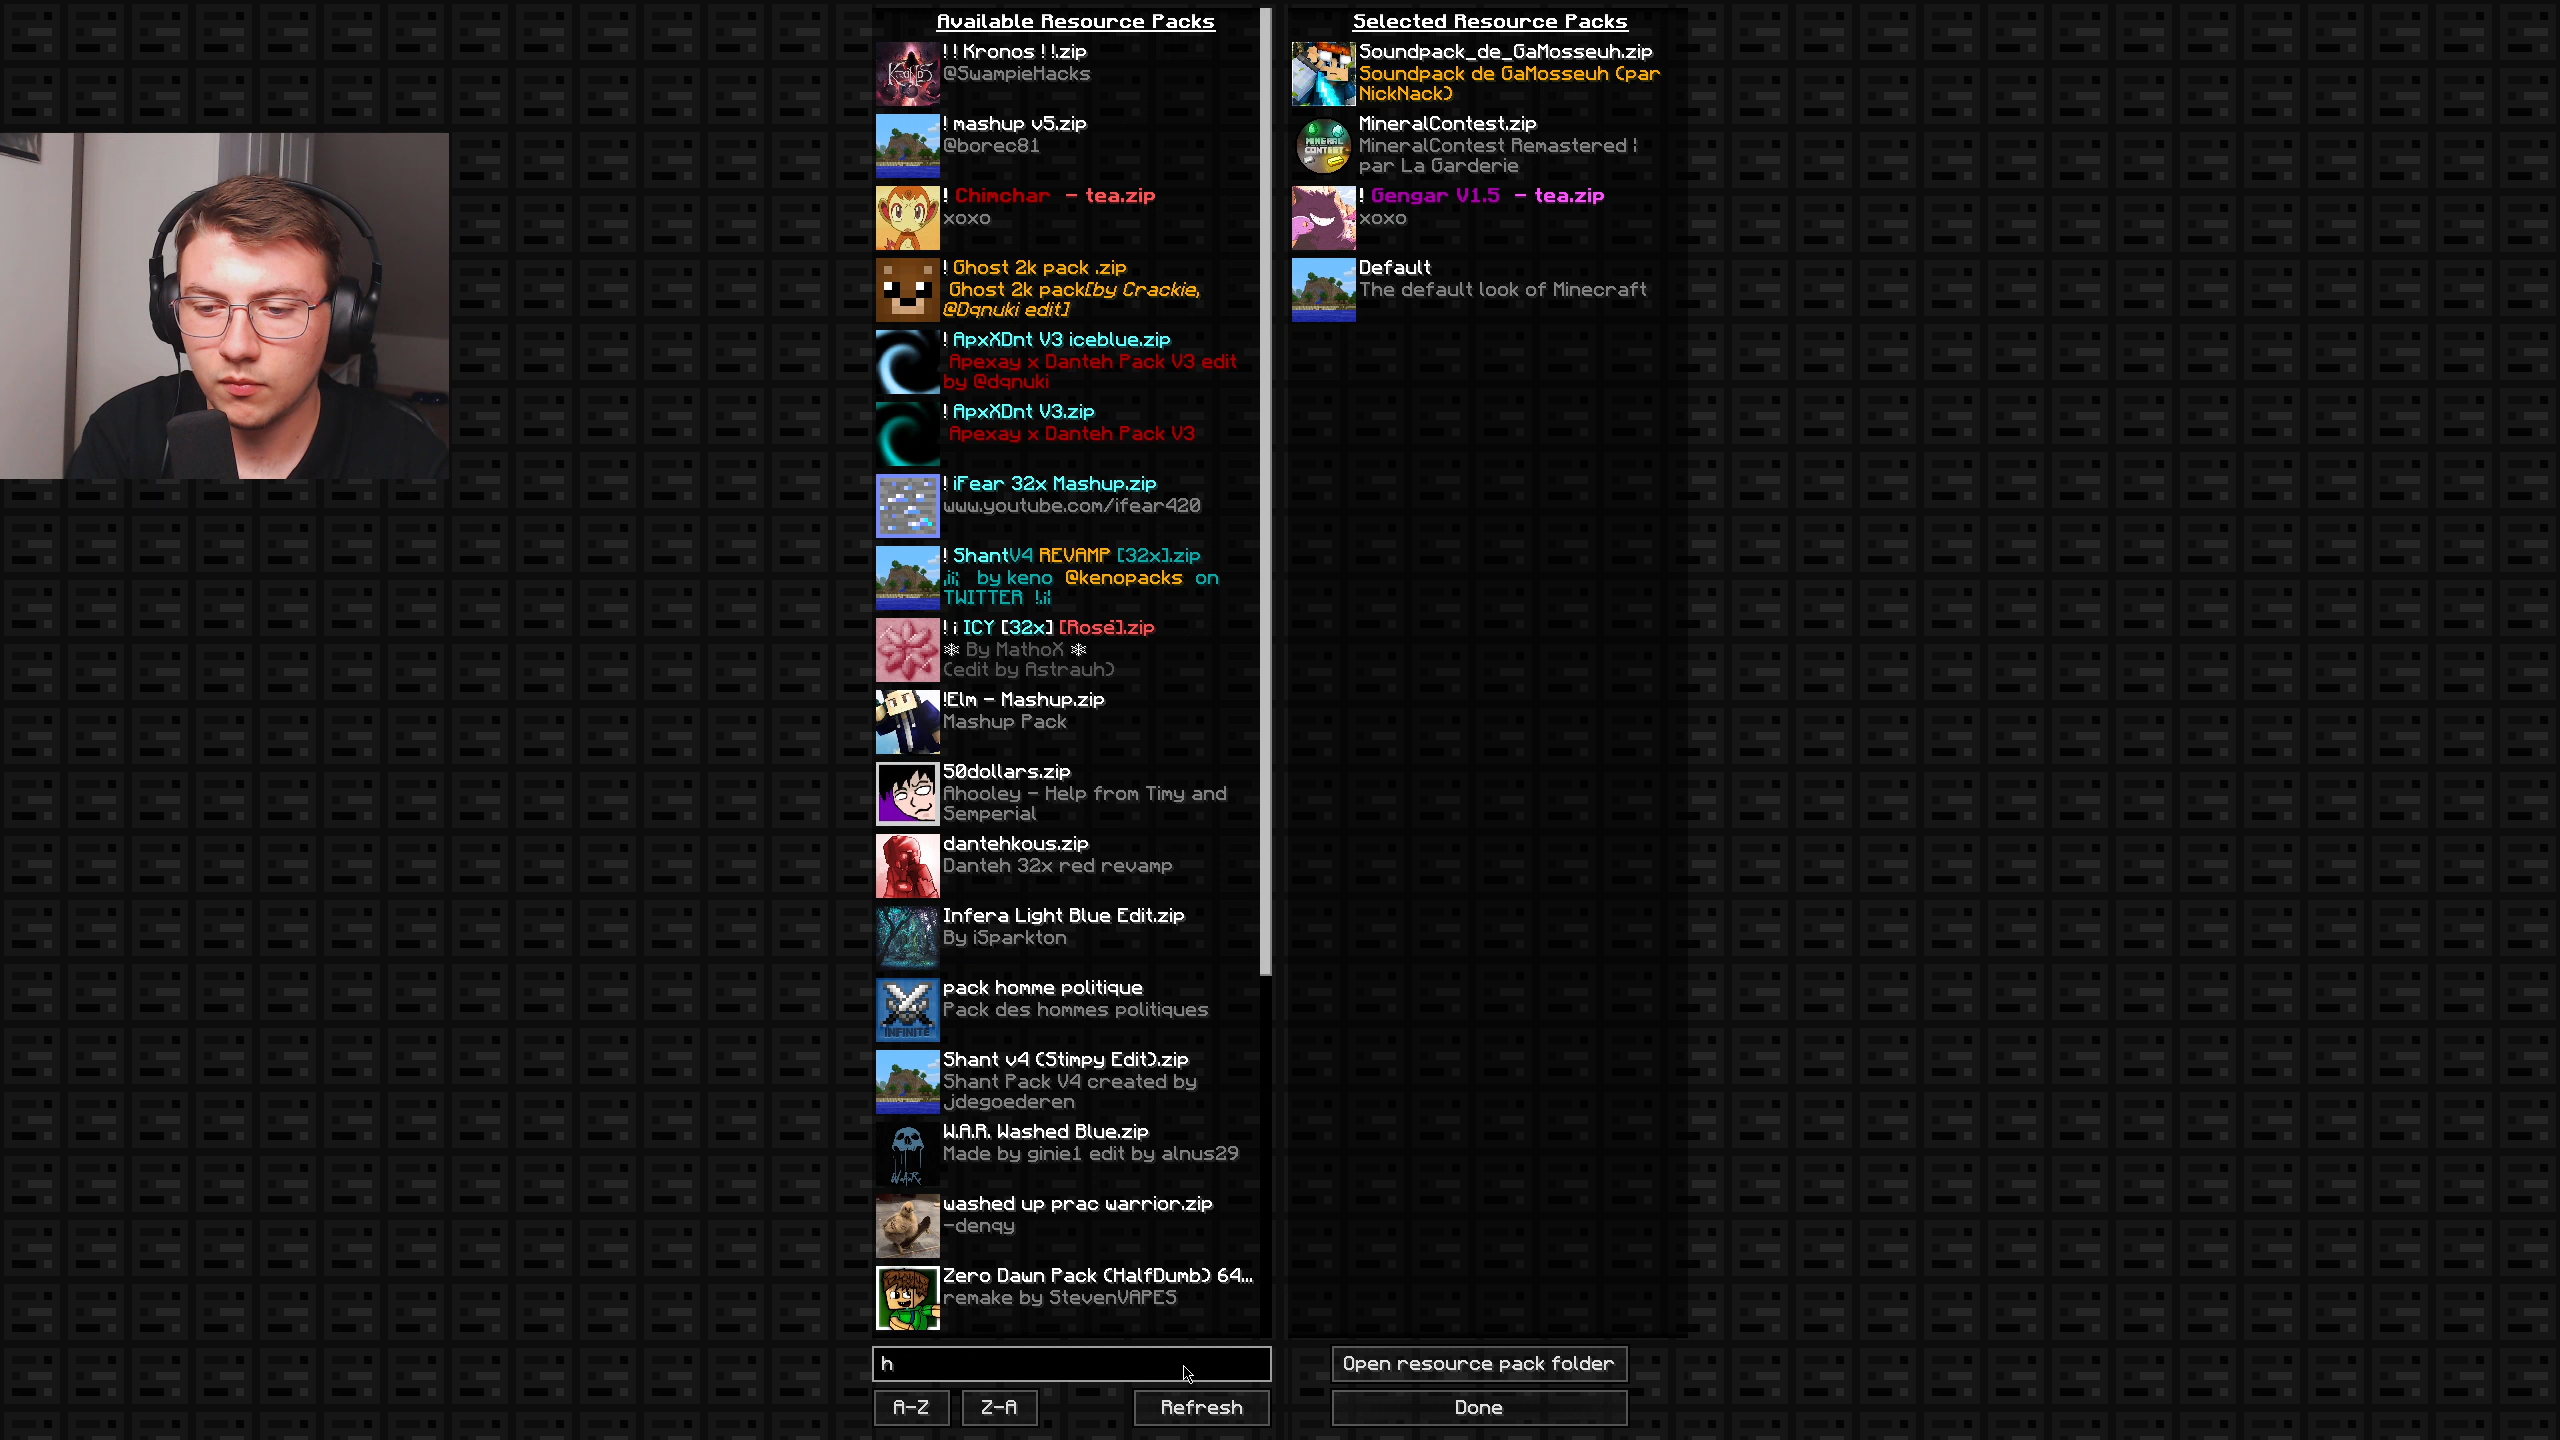 Available Resource Packs
! ! Kronos ! !.zip
@SwampieHacks
! mashup v5.zip
@borec81
! Chimchar - tea.zip
xoxo
! Ghost 2k pack .zip
Ghost 2k pack[by Crackie,
@Dqnuki edit]
! ApxXDnt V3 iceblue.zip
Apexay x Danteh Pack V3 edit
by @dqnuki
! ApxXDnt V3.zip
Apexay x Danteh Pack V3
! iFear 32x Mashup.zip
www.youtube.com/ifear420
! ShantV4 REVAMP [32x].zip
by keno @kenopacks on
TWITTER
! ¡ ICY [32x] [Rosé].zip
❄ By MathoX ❄
(edit by Astrauh)
!Elm - Mashup.zip
Mashup Pack
50dollars.zip
Ahooley - Help from Timy and
Semperial
dantehkous.zip
Danteh 32x red revamp
Infera Light Blue Edit.zip
By iSparkton
pack homme politique
Pack des hommes politiques
INFINITE
Shant v4 (Stimpy Edit).zip
Shant Pack V4 created by
jdegoederen
W.A.R. Washed Blue.zip
Made by ginie1 edit by alnus29
washed up prac warrior.zip
-denqy
Zero Dawn Pack (HalfDumb) 64...
remake by StevenVAPES
h
A-Z
Z-A
Refresh
Selected Resource Packs
Soundpack_de_GaMosseuh.zip
Soundpack de GaMosseuh (par
NickNack)
MINERAL
CONTEST
MineralContest.zip
MineralContest Remastered |
par La Garderie
! Gengar V1.5 - tea.zip
xoxo
Default
The default look of Minecraft
Open resource pack folder
Done